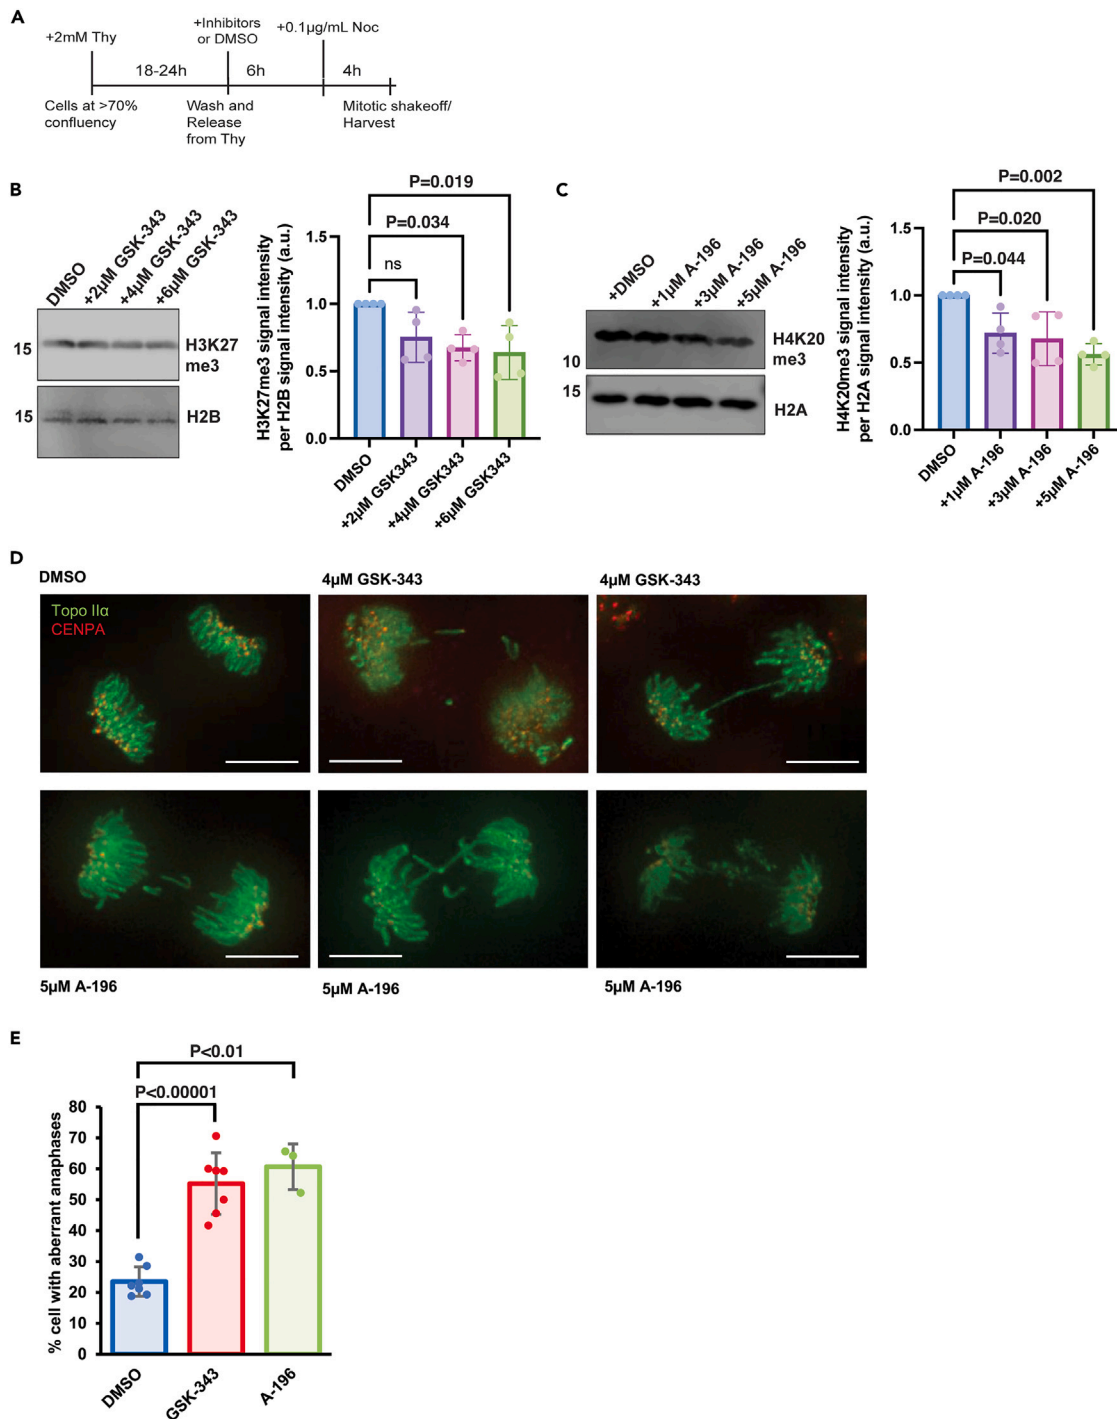 A
+2mM Thy
+Inhibitors
or DMSO
+0.1µg/mL Noc
18-24h
6h
4h
Cells at >70%
confluency
Wash and
Release
from Thy
Mitotic shakeoff/
Harvest
B
DMSO
+2µM GSK-343
+4µM GSK-343
+6µM GSK-343
15
H3K27
me3
15
H2B
H3K27me3 signal intensity
per H2B signal intensity (a.u.)
1.5
1.0
0.5
0.0
P=0.019
P=0.034
ns
DMSO
+2µM GSK343
+4µM GSK343
+6µM GSK343
C
+DMSO
+1µM A-196
+3µM A-196
+5µM A-196
10
H4K20
me3
15
H2A
H4K20me3 signal intensity
per H2A signal intensity (a.u.)
1.5
1.0
0.5
0.0
P=0.002
P=0.020
P=0.044
DMSO
+1µM A-196
+3µM A-196
+5µM A-196
D
DMSO
4µM GSK-343
4µM GSK-343
Topo IIα
CENPA
5µM A-196
5µM A-196
5µM A-196
E
P<0.01
P<0.00001
% cell with aberrant anaphases
80
70
60
50
40
30
20
10
0
DMSO
GSK-343
A-196